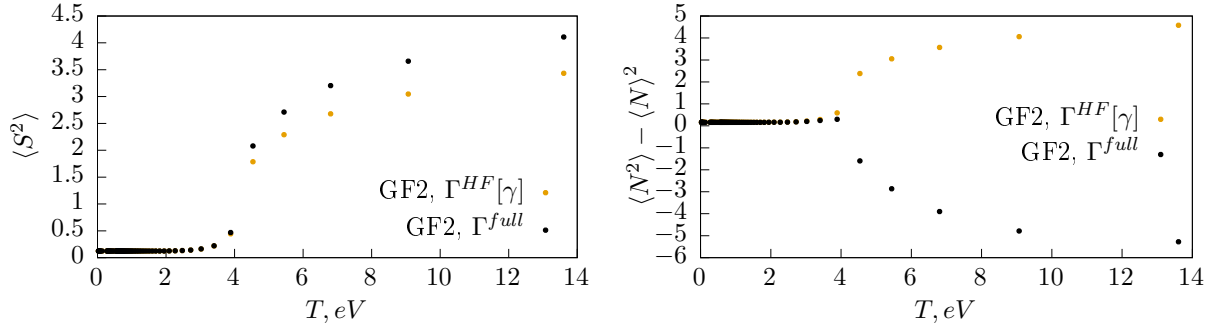 4.5
4
3.5
3
2.5
2
1.5
1
0.5
0
0 2 4 6 8 10 12 14
⟨S²⟩
T, eV
GF2, Γ^{HF}[γ]
GF2, Γ^{full}
5
4
3
2
1
0
−1
−2
−3
−4
−5
−6
0 2 4 6 8 10 12 14
⟨N²⟩ − ⟨N⟩²
T, eV
GF2, Γ^{HF}[γ]
GF2, Γ^{full}